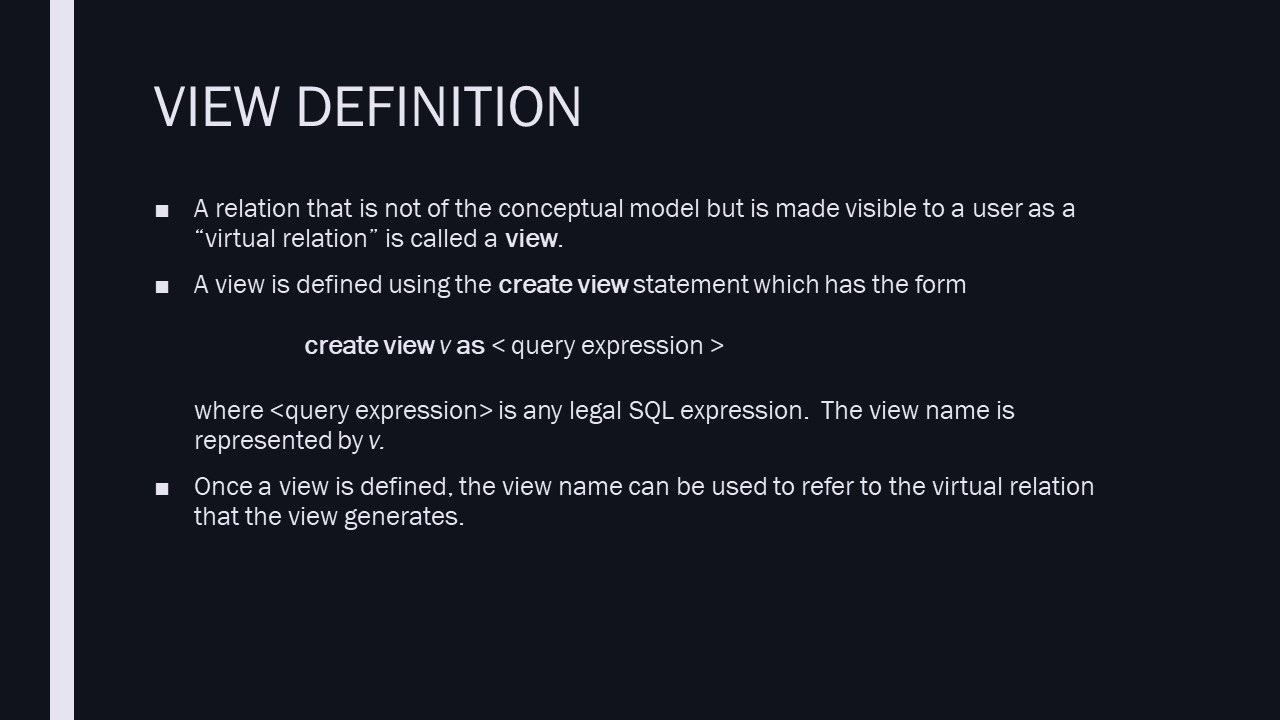 VIEW DEFINITION
▪ A relation that is not of the conceptual model but is made visible to a user as a
“virtual relation” is called a view.
▪ A view is defined using the create view statement which has the form
create view v as < query expression >
where <query expression> is any legal SQL expression.  The view name is
represented by v.
▪ Once a view is defined, the view name can be used to refer to the virtual relation
that the view generates.